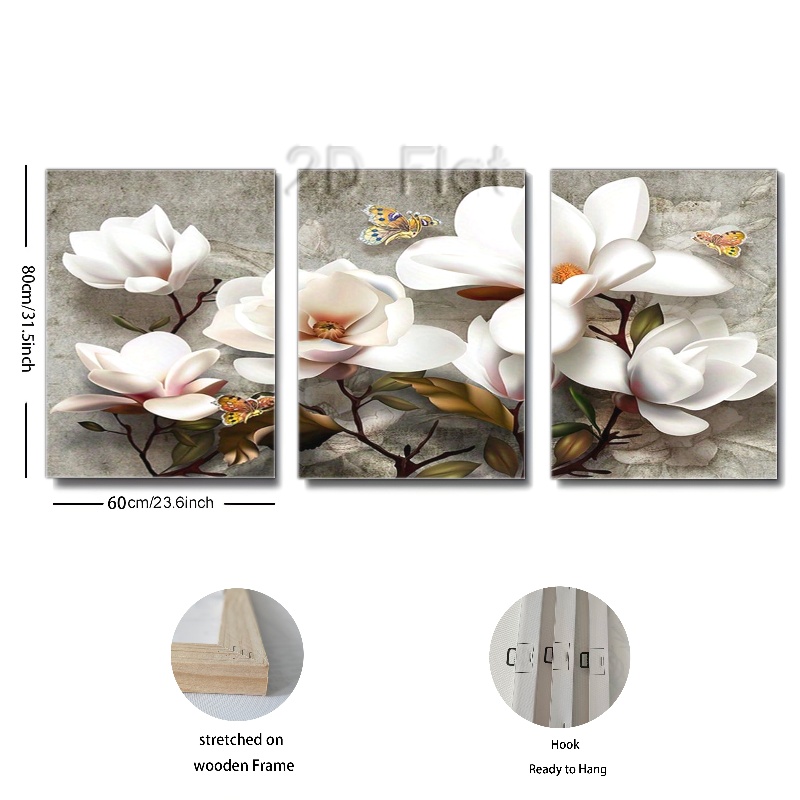 2D Flat
80cm/31.5inch
60cm/23.6inch
stretched on
wooden Frame
Hook
Ready to Hang